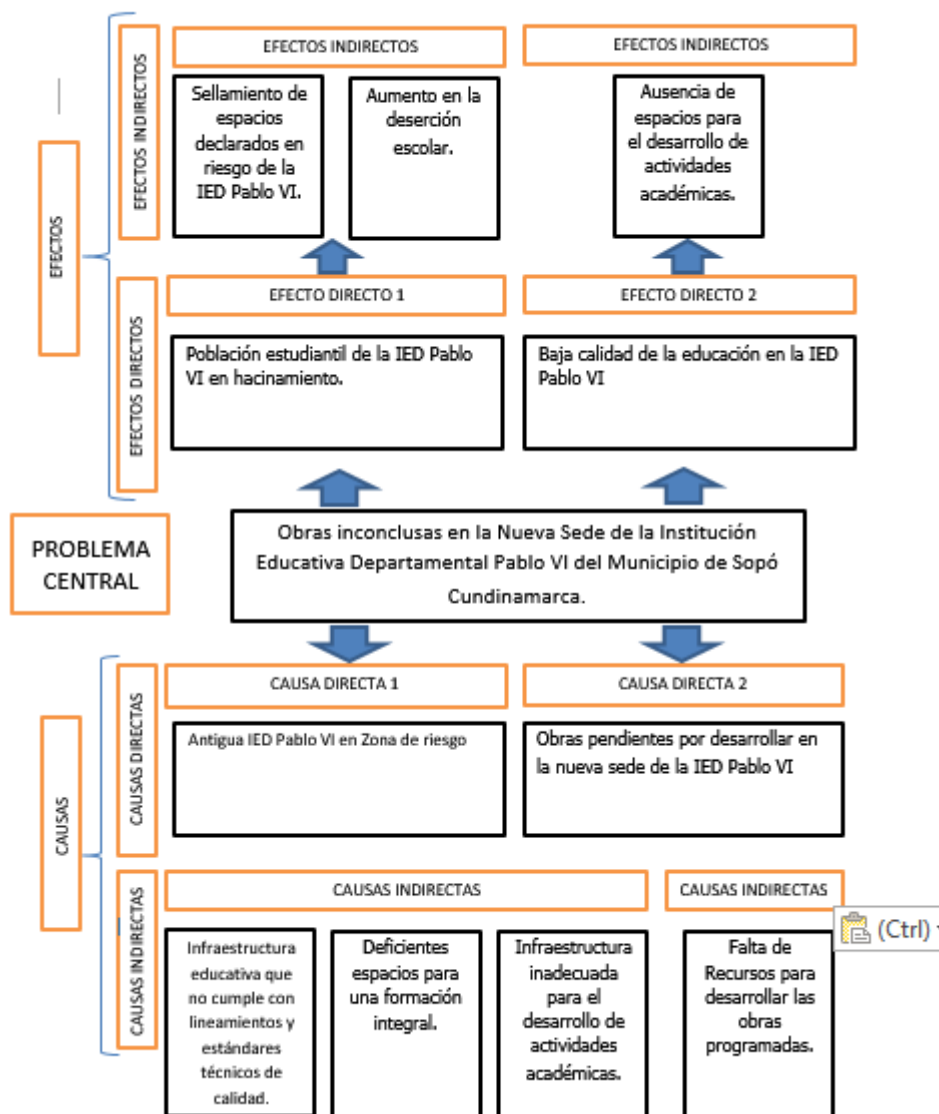 EFECTOS
EFECTOS INDIRECTOS
EFECTOS INDIRECTOS
EFECTOS INDIRECTOS
Sellamiento de
espacios
declarados en
riesgo de la
IED Pablo VI.
Aumento en la
deserción
escolar.
Ausencia de
espacios para
el desarrollo de
actividades
académicas.
EFECTOS DIRECTOS
EFECTO DIRECTO 1
EFECTO DIRECTO 2
Población estudiantil de la IED Pablo
VI en hacinamiento.
Baja calidad de la educación en la IED
Pablo VI
PROBLEMA
CENTRAL
Obras inconclusas en la Nueva Sede de la Institución
Educativa Departamental Pablo VI del Municipio de Sopó
Cundinamarca.
CAUSAS
CAUSAS DIRECTAS
CAUSA DIRECTA 1
CAUSA DIRECTA 2
Antigua IED Pablo VI en Zona de riesgo
Obras pendientes por desarrollar en
la nueva sede de la IED Pablo VI
CAUSAS INDIRECTAS
CAUSAS INDIRECTAS
CAUSAS INDIRECTAS
Infraestructura
educativa que
no cumple con
lineamientos y
estándares
técnicos de
calidad.
Deficientes
espacios para
una formación
integral.
Infraestructura
inadecuada
para el
desarrollo de
actividades
académicas.
Falta de
Recursos para
desarrollar las
obras
programadas.
(Ctrl)